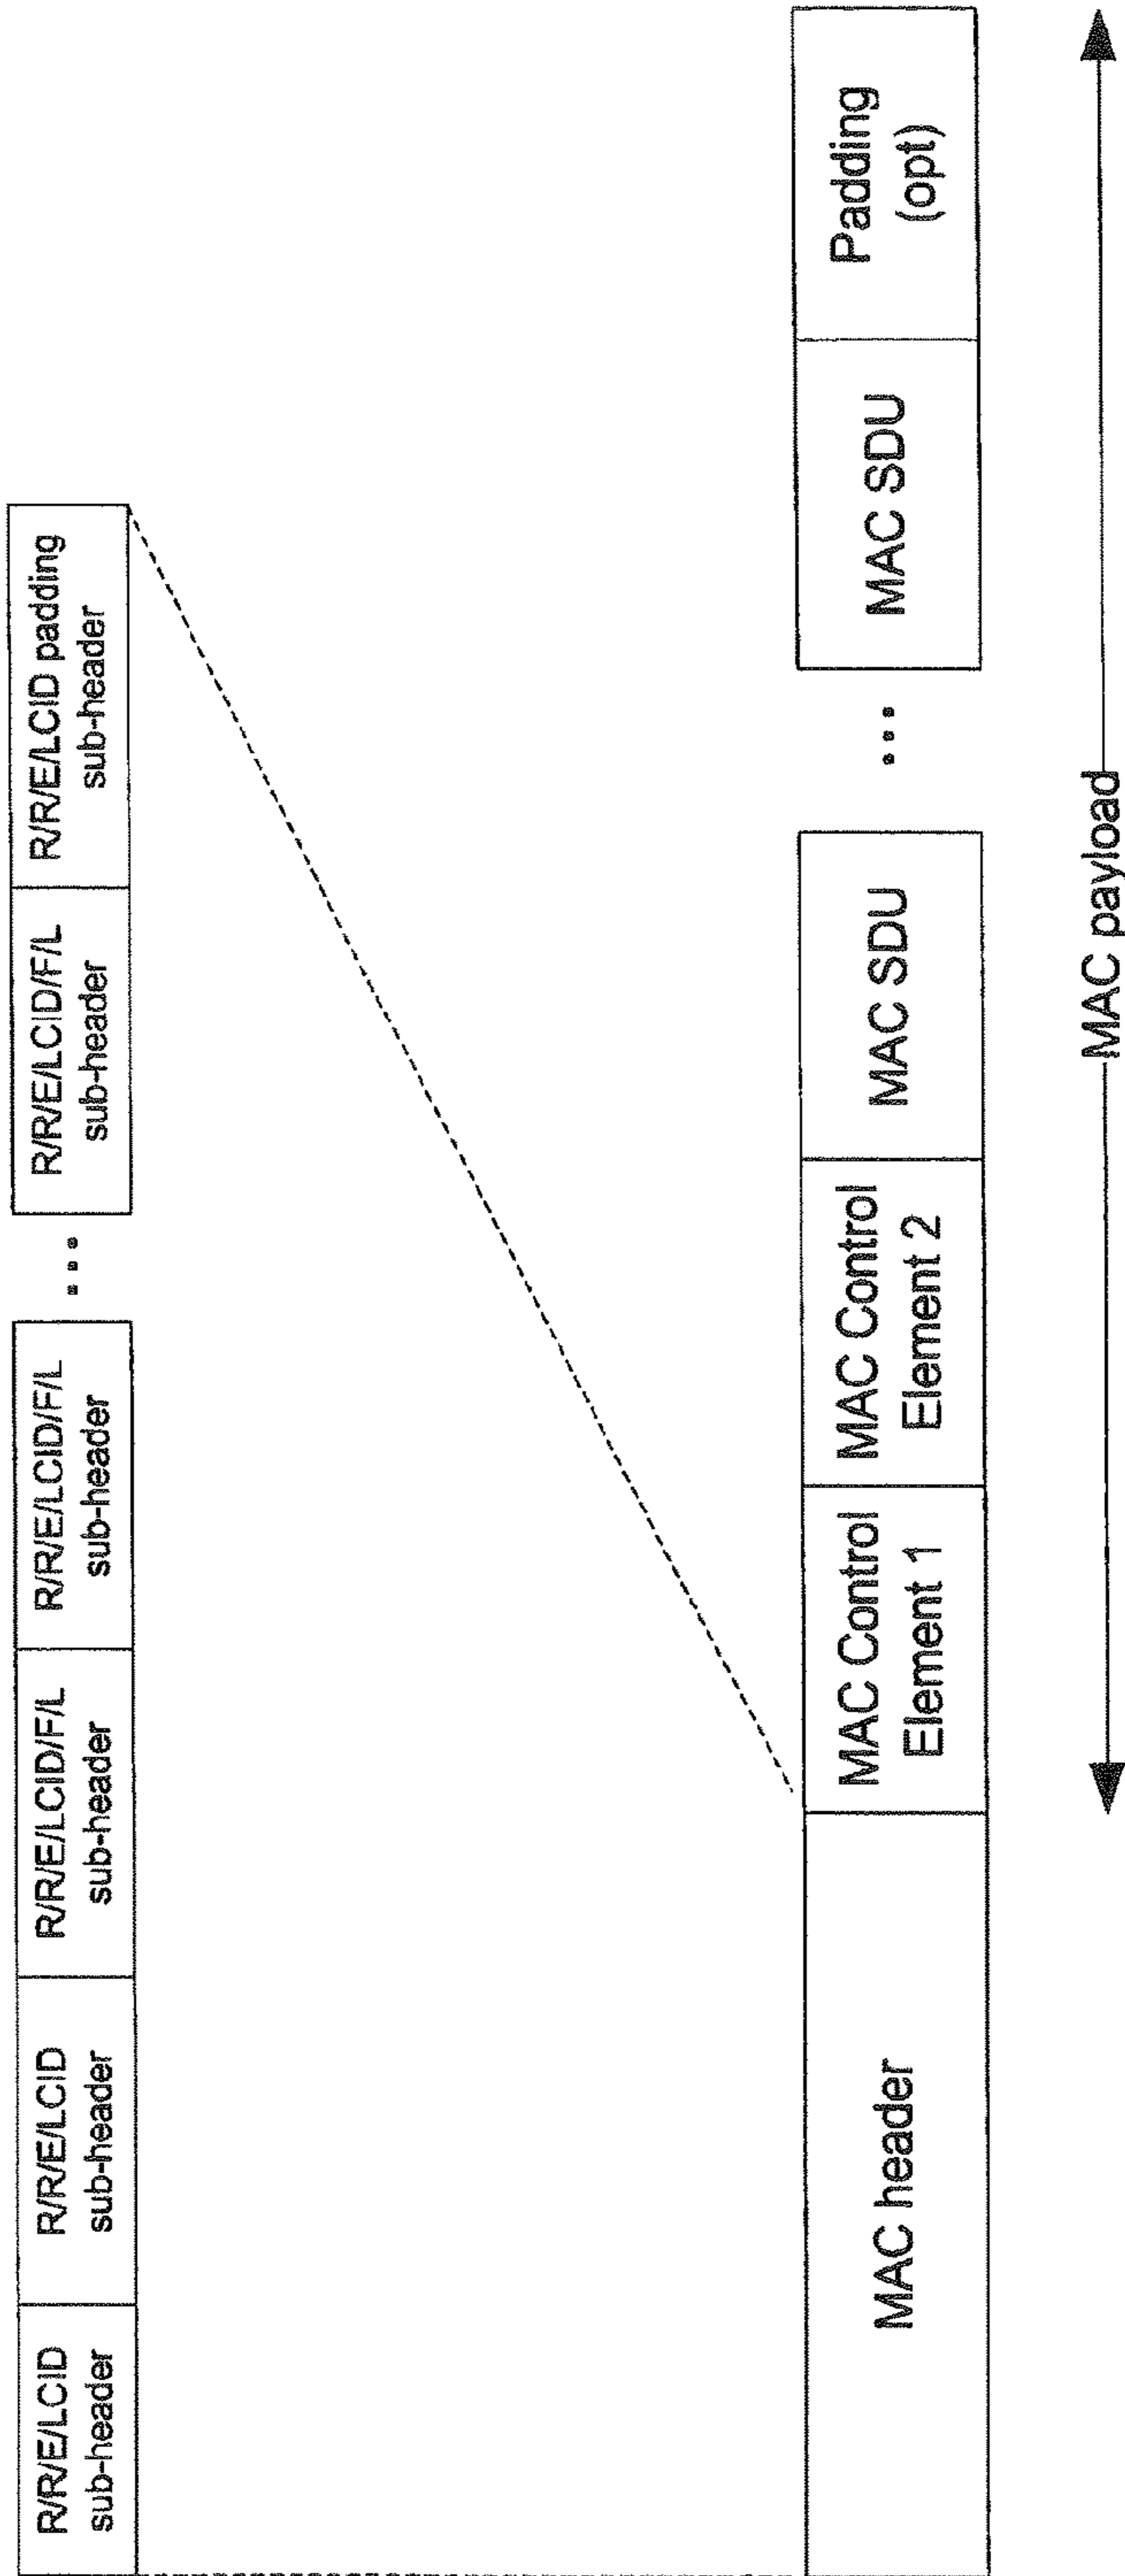 R/R/E/LCID
sub-header
R/R/E/LCID
sub-header
R/R/E/LCID/F/L
sub-header
R/R/E/LCID/F/L
sub-header
...
R/R/E/LCID/F/L
sub-header
R/R/E/LCID padding
sub-header
MAC header
MAC Control
Element 1
MAC Control
Element 2
MAC SDU
...
MAC SDU
Padding
(opt)
MAC payload